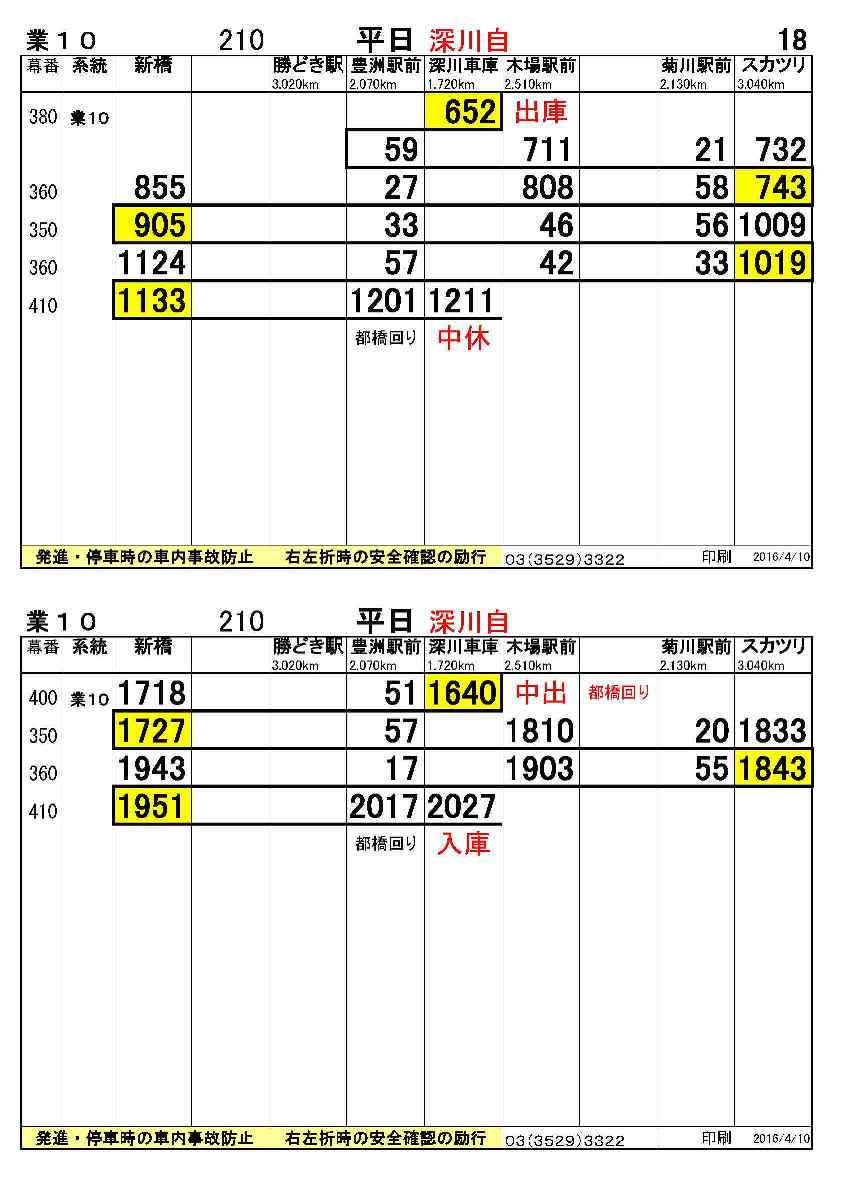 業１０ 210 平日 深川自 18
幕番 系統 新橋 勝どき駅 豊洲駅前 深川車庫 木場駅前 菊川駅前 スカツリ
3.020km 2.070km 1.720km 2.510km 2.130km 3.040km
380 業10 652 出庫
59 711 21 732
360 855 27 808 58 743
350 905 33 46 56 1009
360 1124 57 42 33 1019
410 1133 1201 1211
都橋回り 中休
発進・停車時の車内事故防止 右左折時の安全確認の励行 03(3529)3322 印刷 2016/4/10
業１０ 210 平日 深川自
幕番 系統 新橋 勝どき駅 豊洲駅前 深川車庫 木場駅前 菊川駅前 スカツリ
3.020km 2.070km 1.720km 2.510km 2.130km 3.040km
400 業10 1718 51 1640 中出 都橋回り
350 1727 57 1810 20 1833
360 1943 17 1903 55 1843
410 1951 2017 2027
都橋回り 入庫
発進・停車時の車内事故防止 右左折時の安全確認の励行 03(3529)3322 印刷 2016/4/10